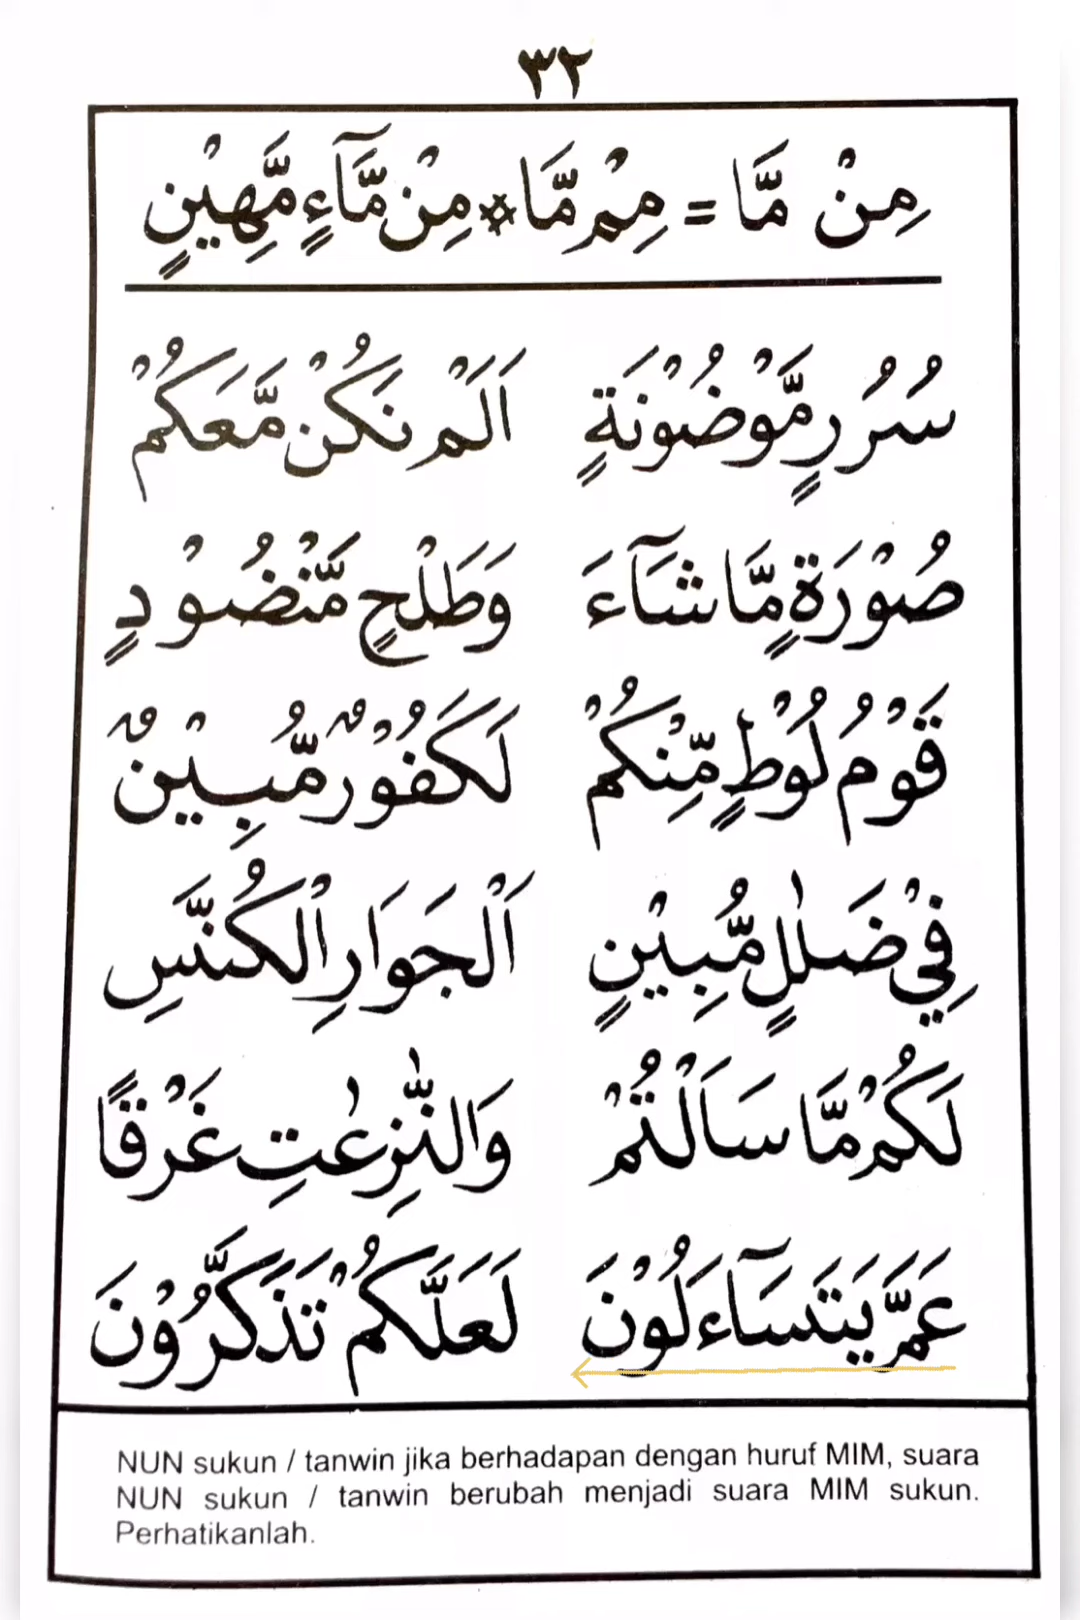 ٣٢
مِنْ مَّا = مِمْ مَّا * مِنْ مَّآءٍ مَّهِيْنٍ
سُرُرٍ مَّوْضُوْنَةٍ اَلَمْ نَكُنْ مَّعَكُمْ
صُوْرَةٍ مَّا شَآءَ وَطَلْحٍ مَّنْضُوْدٍ
قَوْمُ لُوْطٍ مِّنْكُمْ لَكَفُوْرٌ مُّبِيْنٌ
فِيْ ضَلٰلٍ مُّبِيْنٍ اَلْجَوَارِ الْكُنَّسِ
لَكُمْ مَّا سَاَلْتُمْ وَالنّٰزِعٰتِ غَرْقًا
عَمَّ يَتَسَآءَلُوْنَ لَعَلَّكُمْ تَذَكَّرُوْنَ
NUN sukun / tanwin jika berhadapan dengan huruf MIM, suara
NUN sukun / tanwin berubah menjadi suara MIM sukun.
Perhatikanlah.